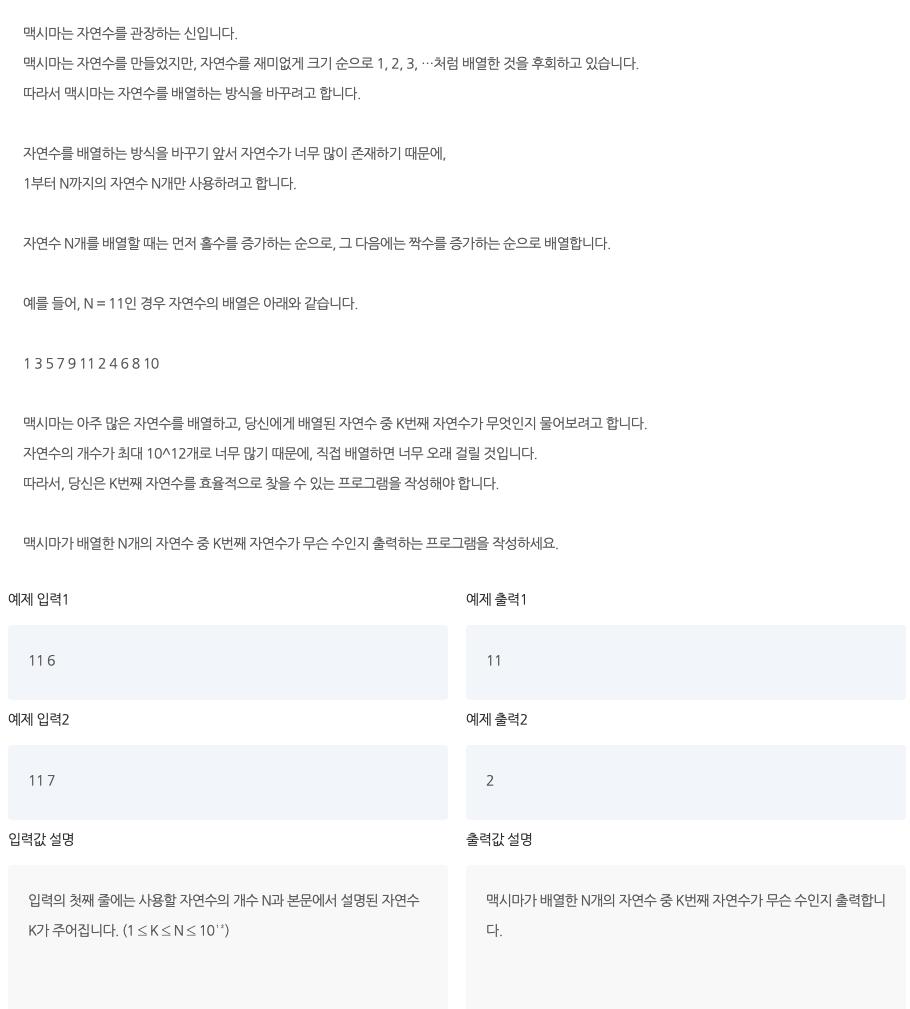 맥시마는 자연수를 관장하는 신입니다.
맥시마는 자연수를 만들었지만, 자연수를 재미없게 크기 순으로 1, 2, 3, …처럼 배열한 것을 후회하고 있습니다.
따라서 맥시마는 자연수를 배열하는 방식을 바꾸려고 합니다.
자연수를 배열하는 방식을 바꾸기 앞서 자연수가 너무 많이 존재하기 때문에,
1부터 N까지의 자연수 N개만 사용하려고 합니다.
자연수 N개를 배열할 때는 먼저 홀수를 증가하는 순으로, 그 다음에는 짝수를 증가하는 순으로 배열합니다.
예를 들어, N = 11인 경우 자연수의 배열은 아래와 같습니다.
1 3 5 7 9 11 2 4 6 8 10
맥시마는 아주 많은 자연수를 배열하고, 당신에게 배열된 자연수 중 K번째 자연수가 무엇인지 물어보려고 합니다.
자연수의 개수가 최대 10^12개로 너무 많기 때문에, 직접 배열하면 너무 오래 걸릴 것입니다.
따라서, 당신은 K번째 자연수를 효율적으로 찾을 수 있는 프로그램을 작성해야 합니다.
맥시마가 배열한 N개의 자연수 중 K번째 자연수가 무슨 수인지 출력하는 프로그램을 작성하세요.
예제 입력1
예제 출력1
11 6
11
예제 입력2
예제 출력2
11 7
2
입력값 설명
출력값 설명
입력의 첫째 줄에는 사용할 자연수의 개수 N과 본문에서 설명된 자연수
K가 주어집니다. (1 ≤ K ≤ N ≤ 10¹²)
맥시마가 배열한 N개의 자연수 중 K번째 자연수가 무슨 수인지 출력합니
다.